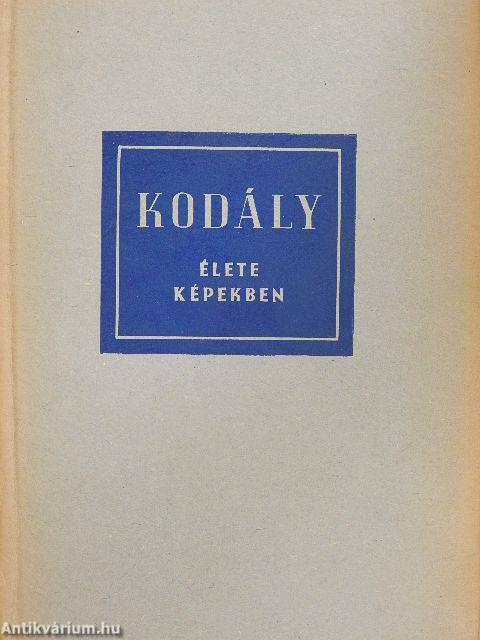 KODÁLY
ÉLETE
KÉPEKBEN
Antikvárium.hu